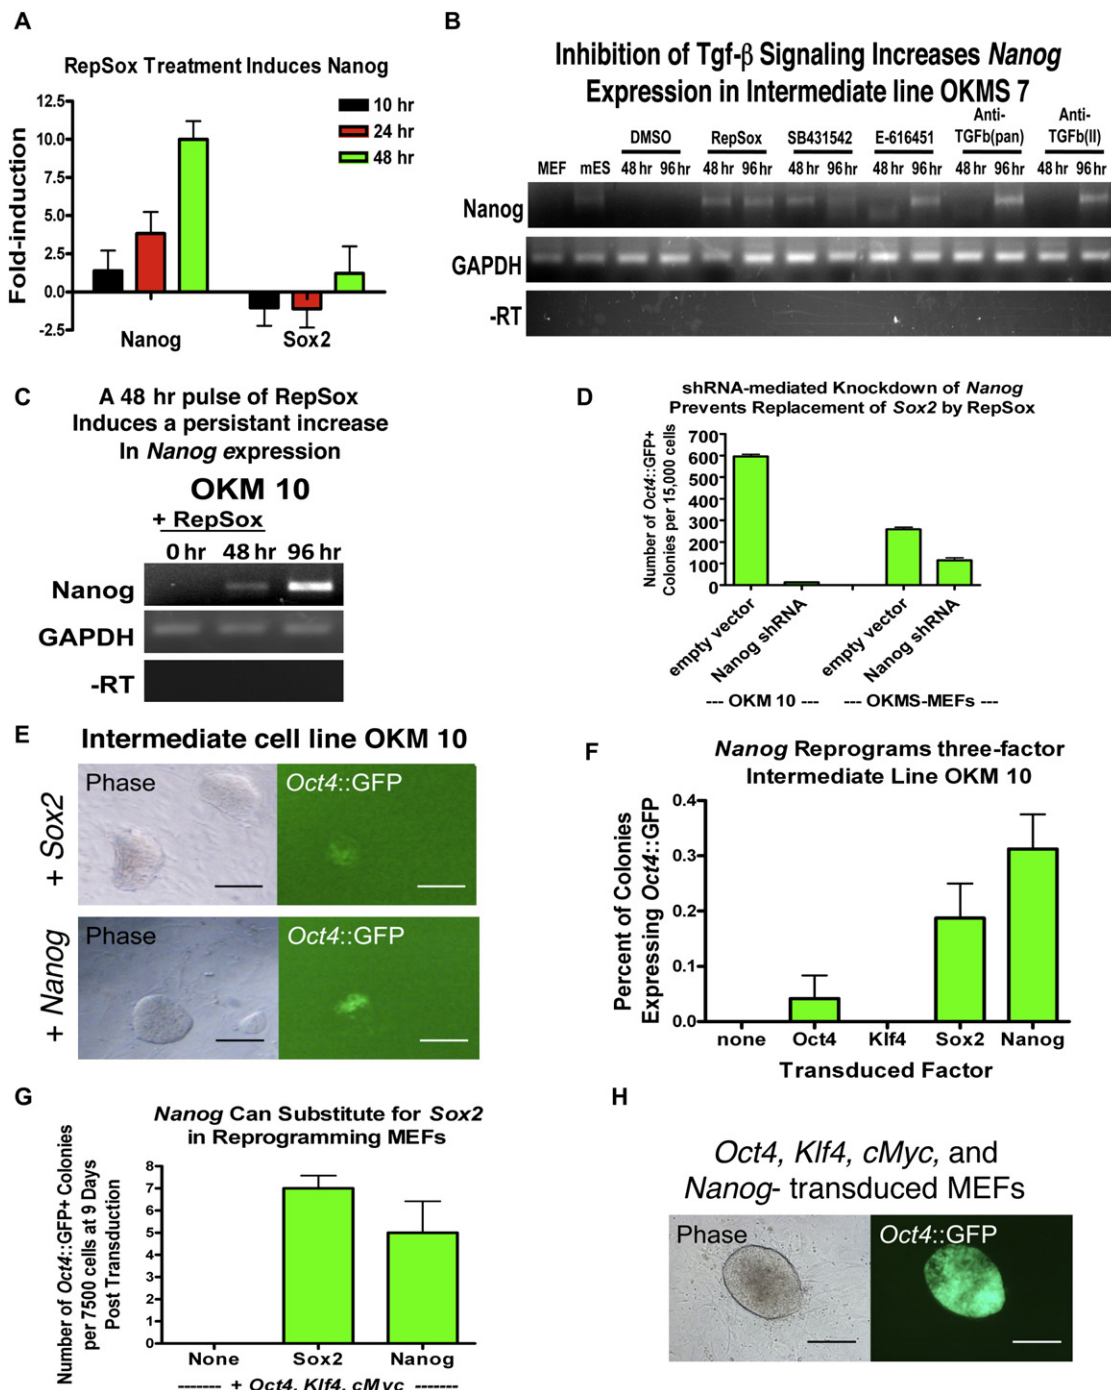 A
RepSox Treatment Induces Nanog
12.5
10.0
7.5
5.0
2.5
0.0
-2.5
Fold-induction
10 hr
24 hr
48 hr
Nanog Sox2
B
Inhibition of Tgf-β Signaling Increases Nanog
Expression in Intermediate line OKMS 7
DMSO RepSox SB431542 E-616451 Anti-TGFb(pan) Anti-TGFb(II)
MEF mES 48 hr 96 hr 48 hr 96 hr 48 hr 96 hr 48 hr 96 hr 48 hr 96 hr 48 hr 96 hr
Nanog
GAPDH
-RT
C
A 48 hr pulse of RepSox
Induces a persistant increase
In Nanog expression
OKM 10
+ RepSox
0 hr 48 hr 96 hr
Nanog
GAPDH
-RT
D
shRNA-mediated Knockdown of Nanog
Prevents Replacement of Sox2 by RepSox
Number of Oct4::GFP+
Colonies per 15,000 cells
700
600
500
400
300
200
100
0
empty vector
Nanog shRNA
empty vector
Nanog shRNA
--- OKM 10 --- --- OKMS-MEFs ---
E
Intermediate cell line OKM 10
+ Sox2
Phase Oct4::GFP
+ Nanog
Phase Oct4::GFP
F
Nanog Reprograms three-factor
Intermediate Line OKM 10
Percent of Colonies
Expressing Oct4::GFP
0.4
0.3
0.2
0.1
0.0
none Oct4 Klf4 Sox2 Nanog
Transduced Factor
G
Nanog Can Substitute for Sox2
in Reprogramming MEFs
Number of Oct4::GFP+ Colonies
per 7500 cells at 9 Days
Post Transduction
8
7
6
5
4
3
2
1
0
None Sox2 Nanog
------- + Oct4, Klf4, cMyc -------
H
Oct4, Klf4, cMyc, and
Nanog- transduced MEFs
Phase Oct4::GFP